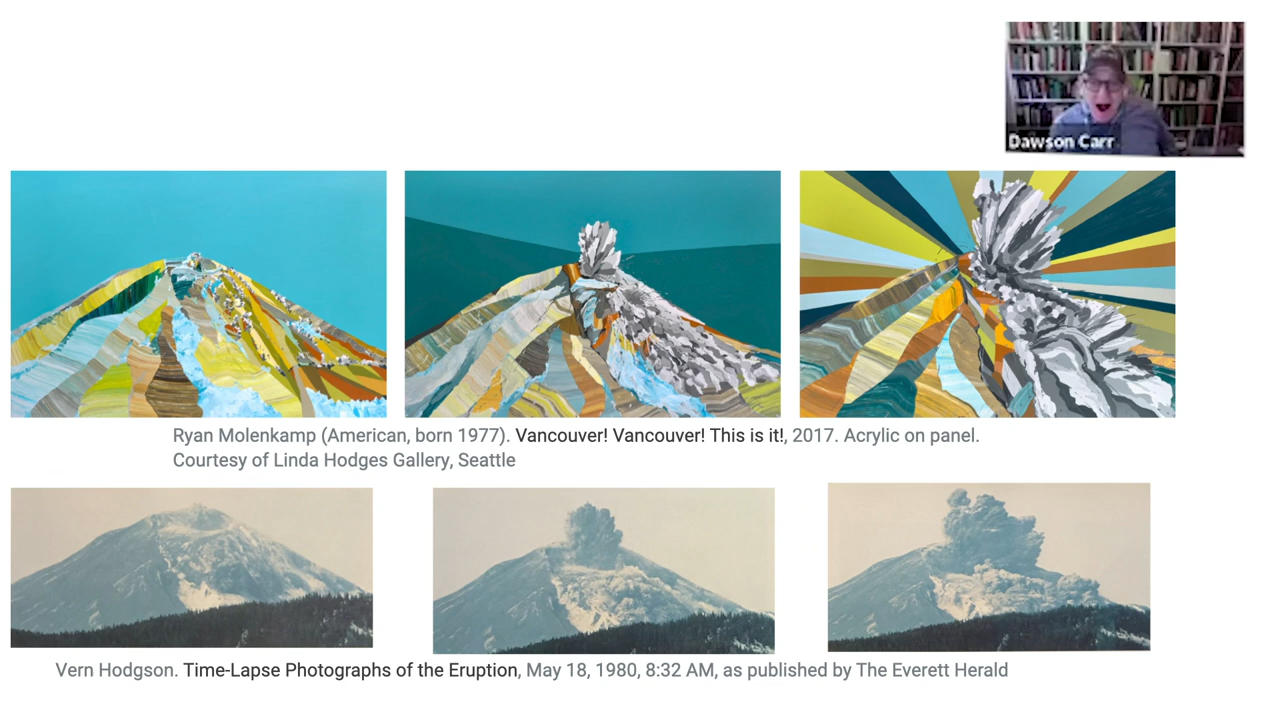 Dawson Carr
Ryan Molenkamp (American, born 1977). Vancouver! Vancouver! This is it!, 2017. Acrylic on panel.
Courtesy of Linda Hodges Gallery, Seattle
Vern Hodgson. Time-Lapse Photographs of the Eruption, May 18, 1980, 8:32 AM, as published by The Everett Herald